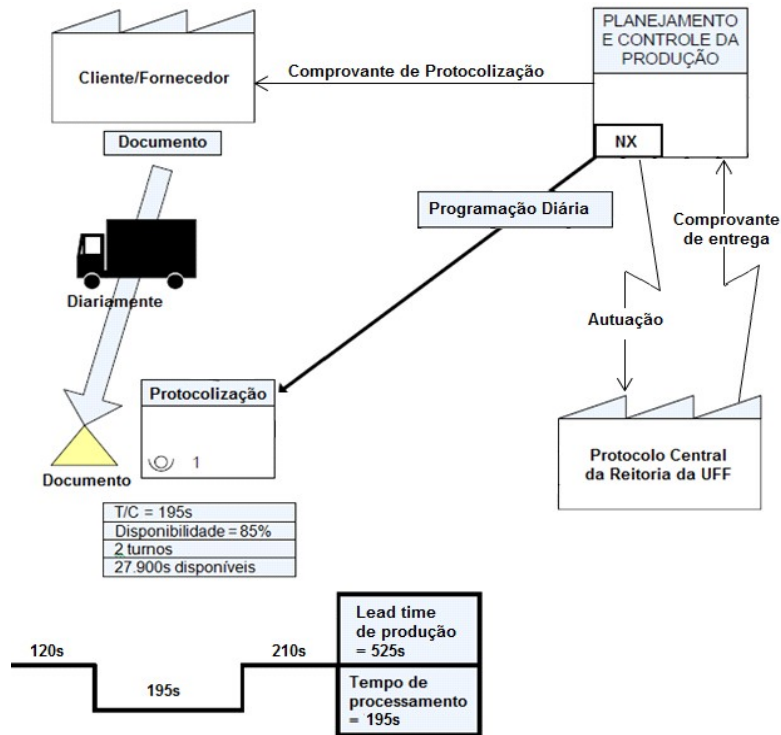 PLANEJAMENTO
E CONTROLE DA
PRODUÇÃO
Cliente/Fornecedor
Comprovante de Protocolização
Documento
NX
Programação Diária
Comprovante
de entrega
Diariamente
Autuação
Protocolização
1
Documento
Protocolo Central
da Reitoria da UFF
T/C = 195s
Disponibilidade = 85%
2 turnos
27.900s disponíveis
120s
195s
210s
Lead time
de produção
= 525s
Tempo de
processamento
= 195s